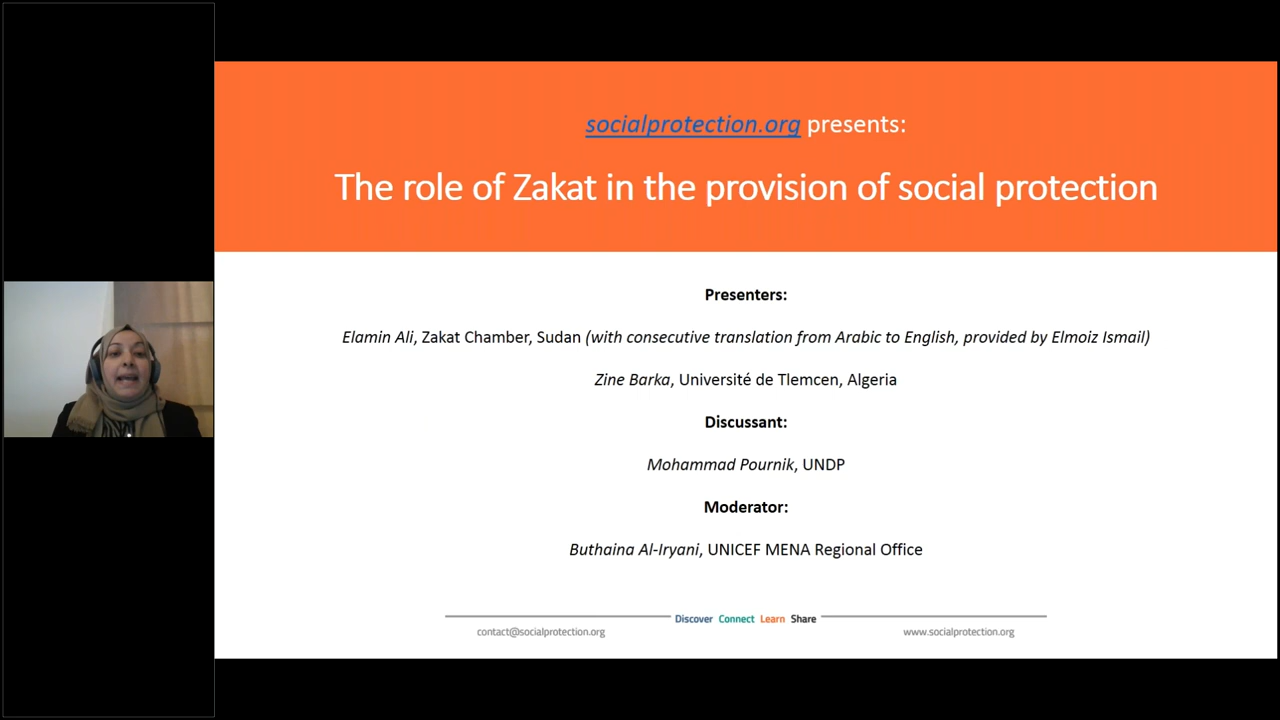 socialprotection.org presents:
The role of Zakat in the provision of social protection
Presenters:
Elamin Ali, Zakat Chamber, Sudan (with consecutive translation from Arabic to English, provided by Elmoiz Ismail)
Zine Barka, Université de Tlemcen, Algeria
Discussant:
Mohammad Pournik, UNDP
Moderator:
Buthaina Al-Iryani, UNICEF MENA Regional Office
Discover Connect Learn Share
contact@socialprotection.org www.socialprotection.org